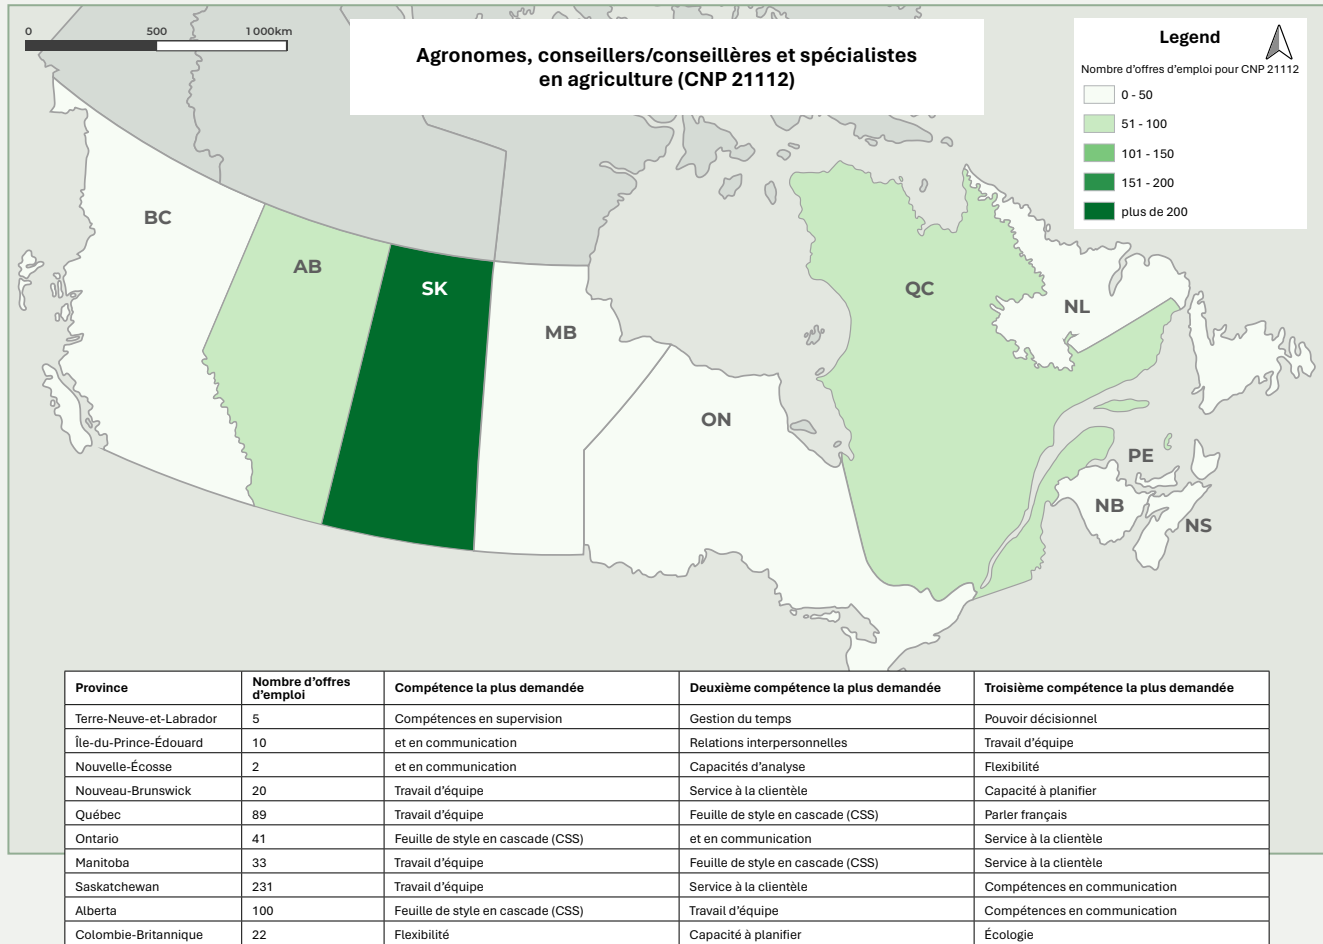 0 500 1 000km
Agronomes, conseillers/conseillères et spécialistes
en agriculture (CNP 21112)
Legend
Nombre d'offres d'emploi pour CNP 21112
0 - 50
51 - 100
101 - 150
151 - 200
plus de 200
BC
AB
SK
MB
ON
QC
NL
PE
NB
NS
Province Nombre d'offres d'emploi Compétence la plus demandée Deuxième compétence la plus demandée Troisième compétence la plus demandée
Terre-Neuve-et-Labrador 5 Compétences en supervision Gestion du temps Pouvoir décisionnel
Île-du-Prince-Édouard 10 et en communication Relations interpersonnelles Travail d'équipe
Nouvelle-Écosse 2 et en communication Capacités d'analyse Flexibilité
Nouveau-Brunswick 20 Travail d'équipe Service à la clientèle Capacité à planifier
Québec 89 Travail d'équipe Feuille de style en cascade (CSS) Parler français
Ontario 41 Feuille de style en cascade (CSS) et en communication Service à la clientèle
Manitoba 33 Travail d'équipe Feuille de style en cascade (CSS) Service à la clientèle
Saskatchewan 231 Travail d'équipe Service à la clientèle Compétences en communication
Alberta 100 Feuille de style en cascade (CSS) Travail d'équipe Compétences en communication
Colombie-Britannique 22 Flexibilité Capacité à planifier Écologie